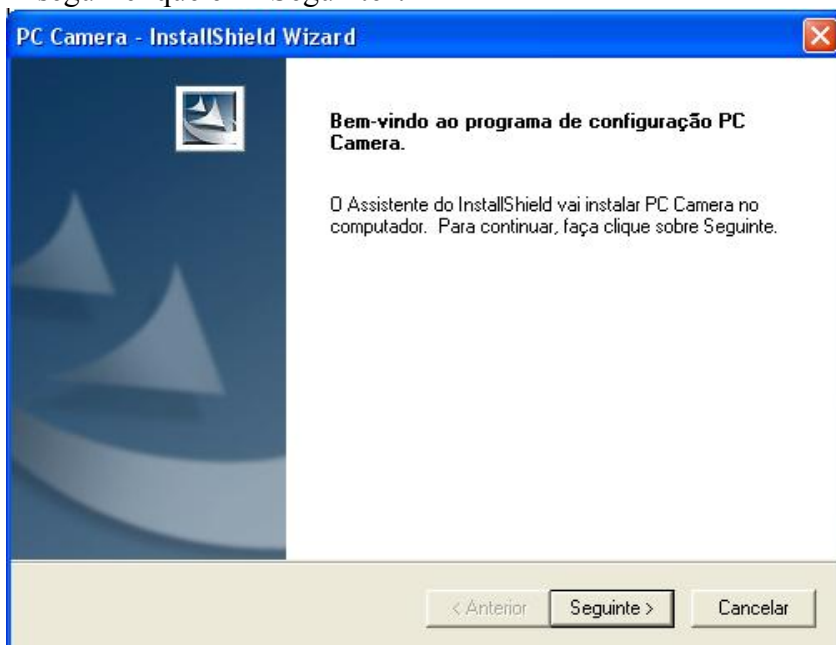 PC Camera - InstallShield Wizard
Bem-vindo ao programa de configuração PC
Camera.
O Assistente do InstallShield vai instalar PC Camera no
computador. Para continuar, faça clique sobre Seguinte.
< Anterior
Seguinte >
Cancelar